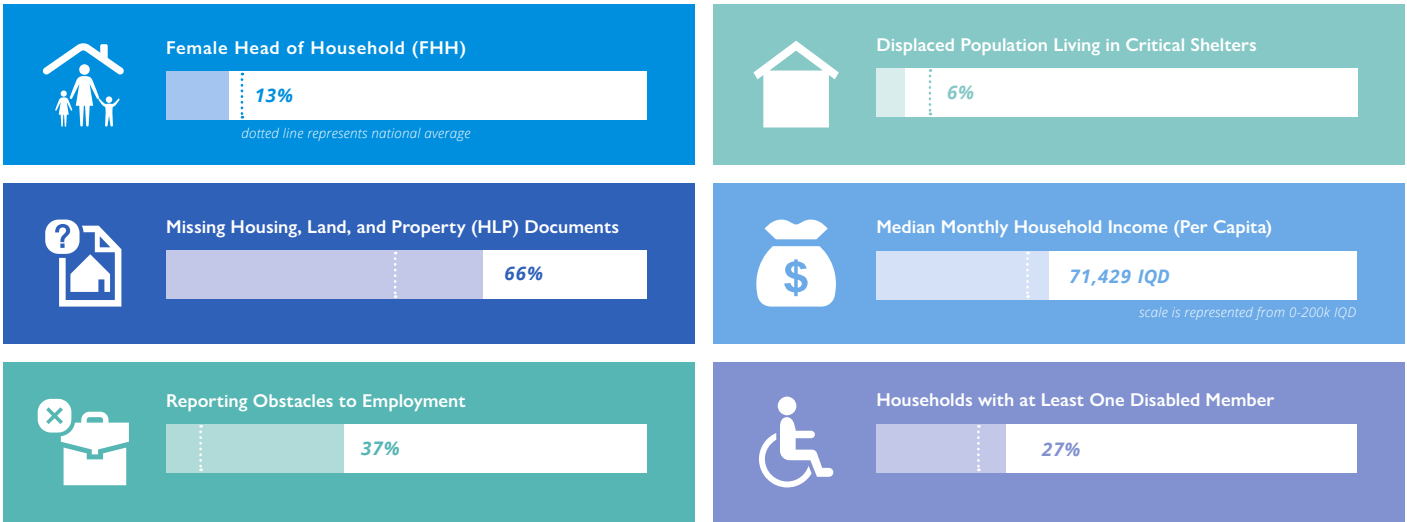 Female Head of Household (FHH)
13%
dotted line represents national average
Displaced Population Living in Critical Shelters
6%
?
Missing Housing, Land, and Property (HLP) Documents
66%
$
Median Monthly Household Income (Per Capita)
71,429 IQD
scale is represented from 0-200k IQD
Reporting Obstacles to Employment
37%
Households with at Least One Disabled Member
27%